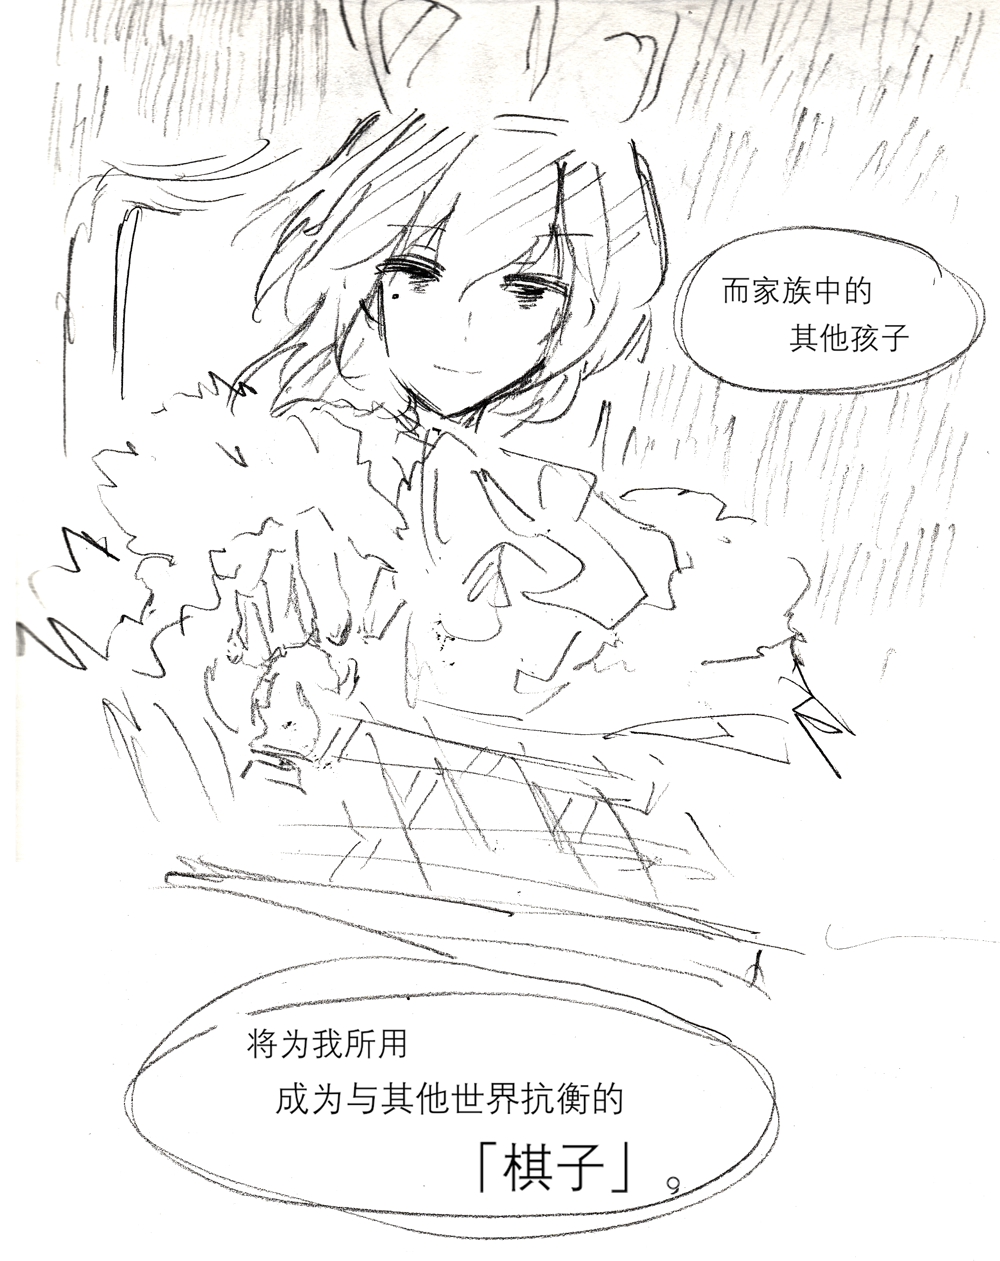 而家族中的
其他孩子
将为我所用
成为与其他世界抗衡的
「棋子」
9